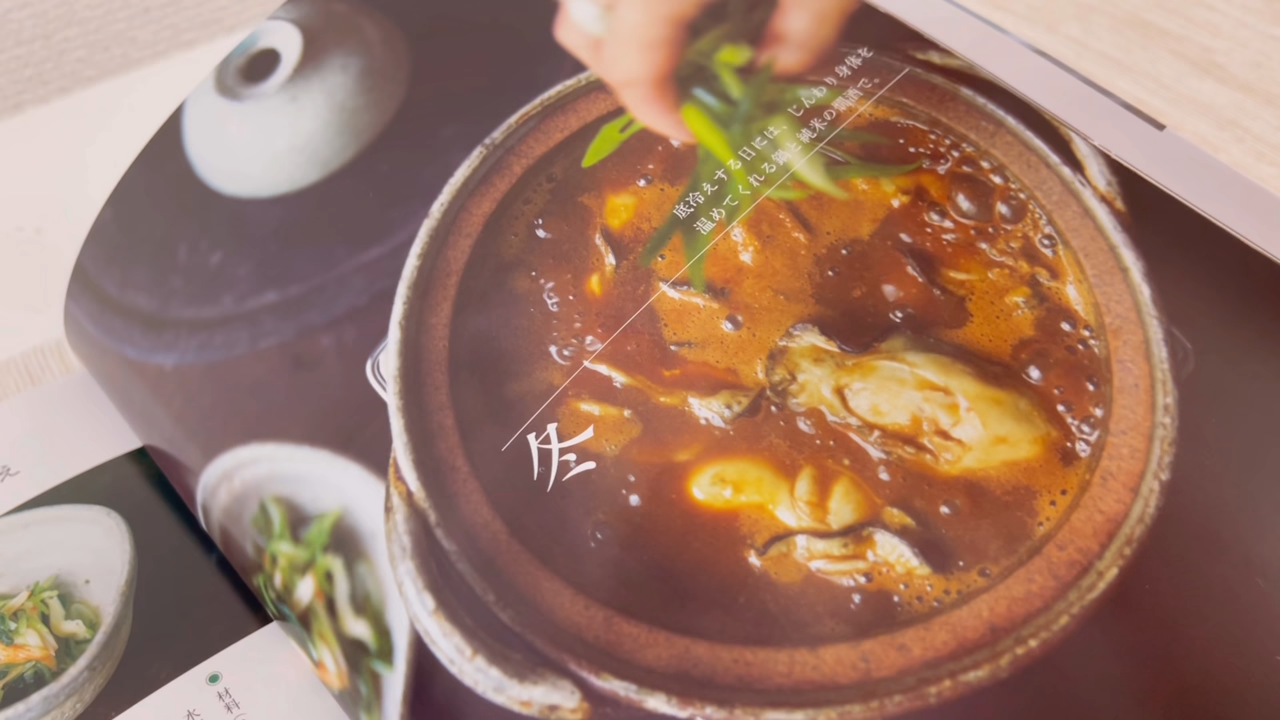 冬
底冷えする日には、じんわり身体を
温めてくれる鍋と純米の燗酒で。
え
材料（
水